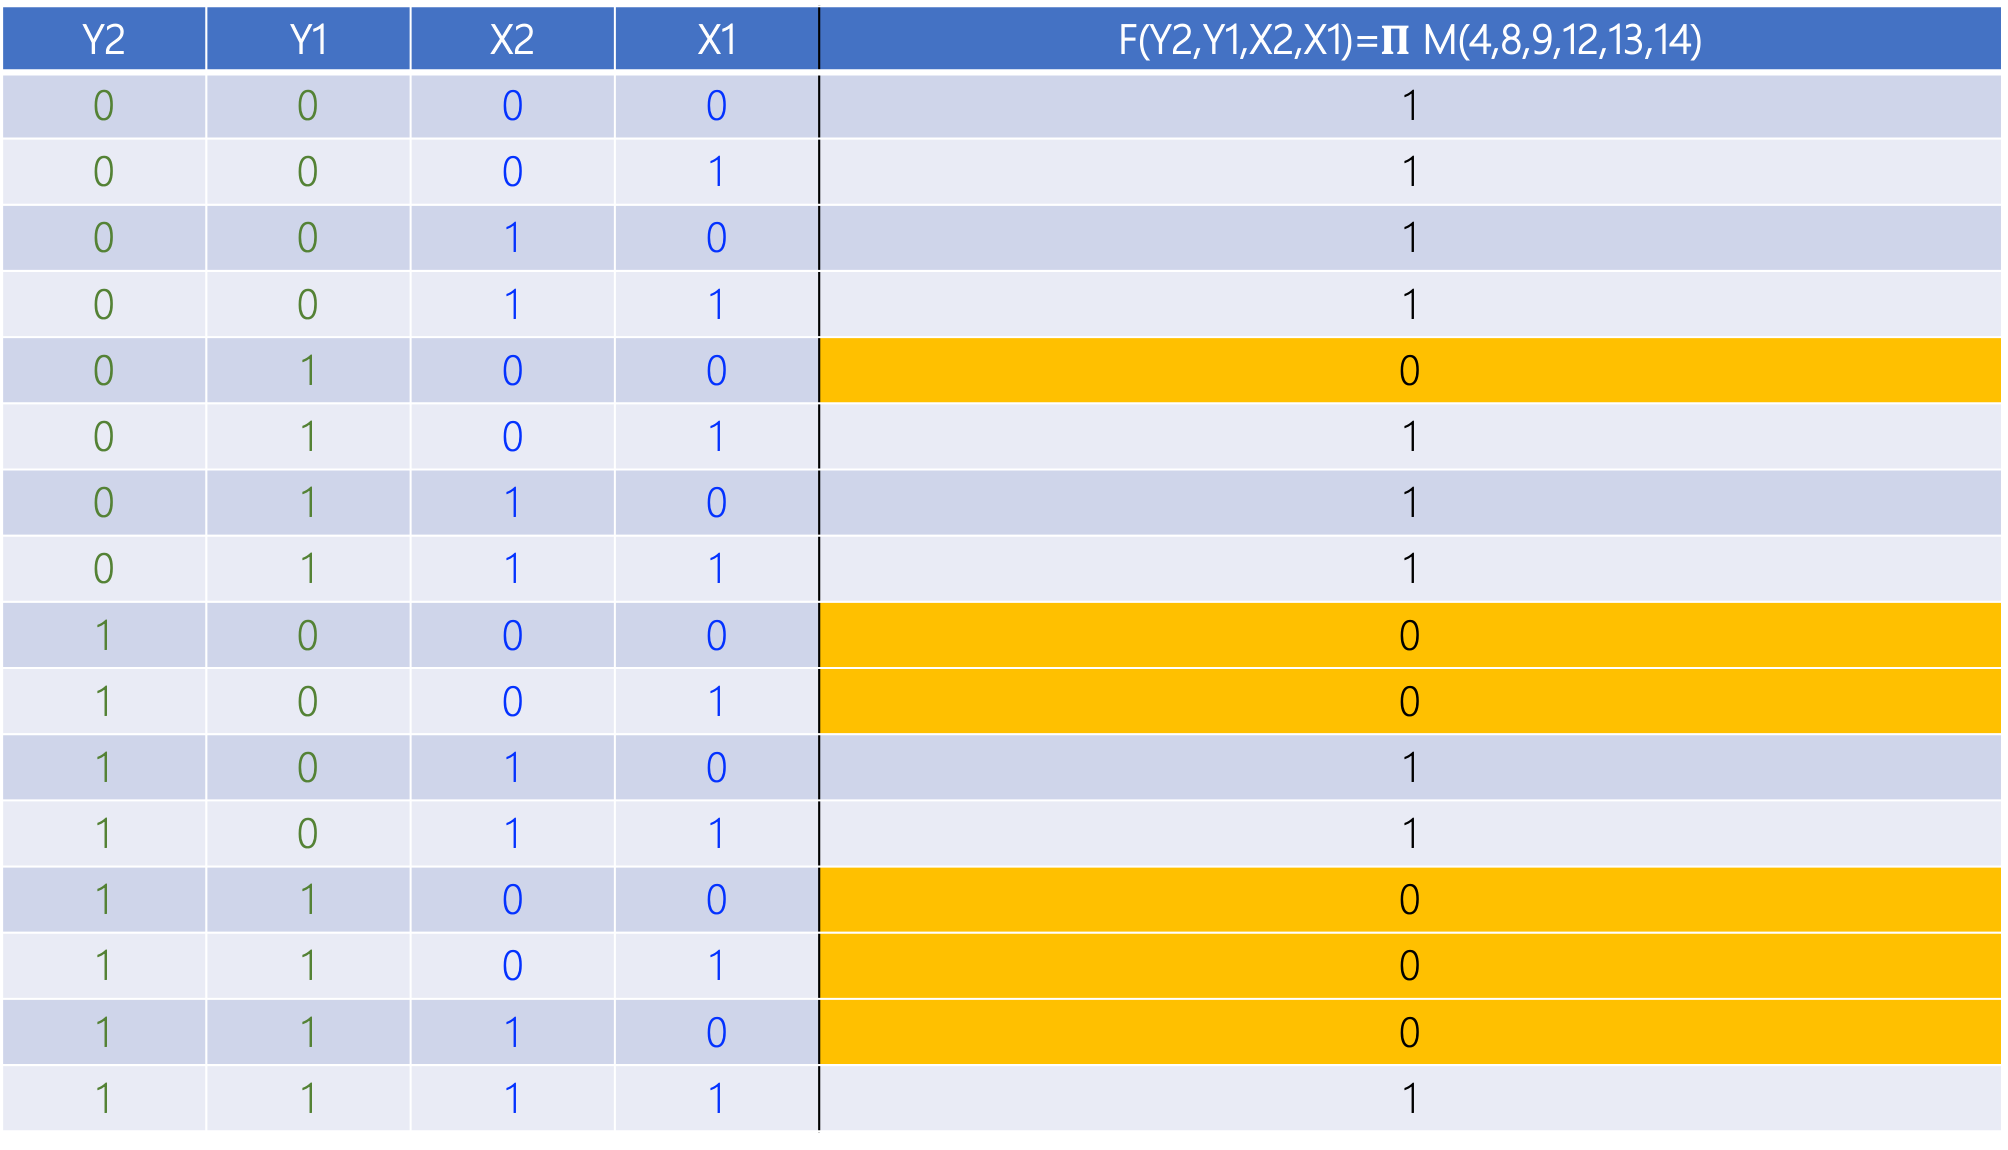 Y2 Y1 X2 X1 F(Y2,Y1,X2,X1)=𝚷 M(4,8,9,12,13,14)
0 0 0 0 1
0 0 0 1 1
0 0 1 0 1
0 0 1 1 1
0 1 0 0 0
0 1 0 1 1
0 1 1 0 1
0 1 1 1 1
1 0 0 0 0
1 0 0 1 0
1 0 1 0 1
1 0 1 1 1
1 1 0 0 0
1 1 0 1 0
1 1 1 0 0
1 1 1 1 1